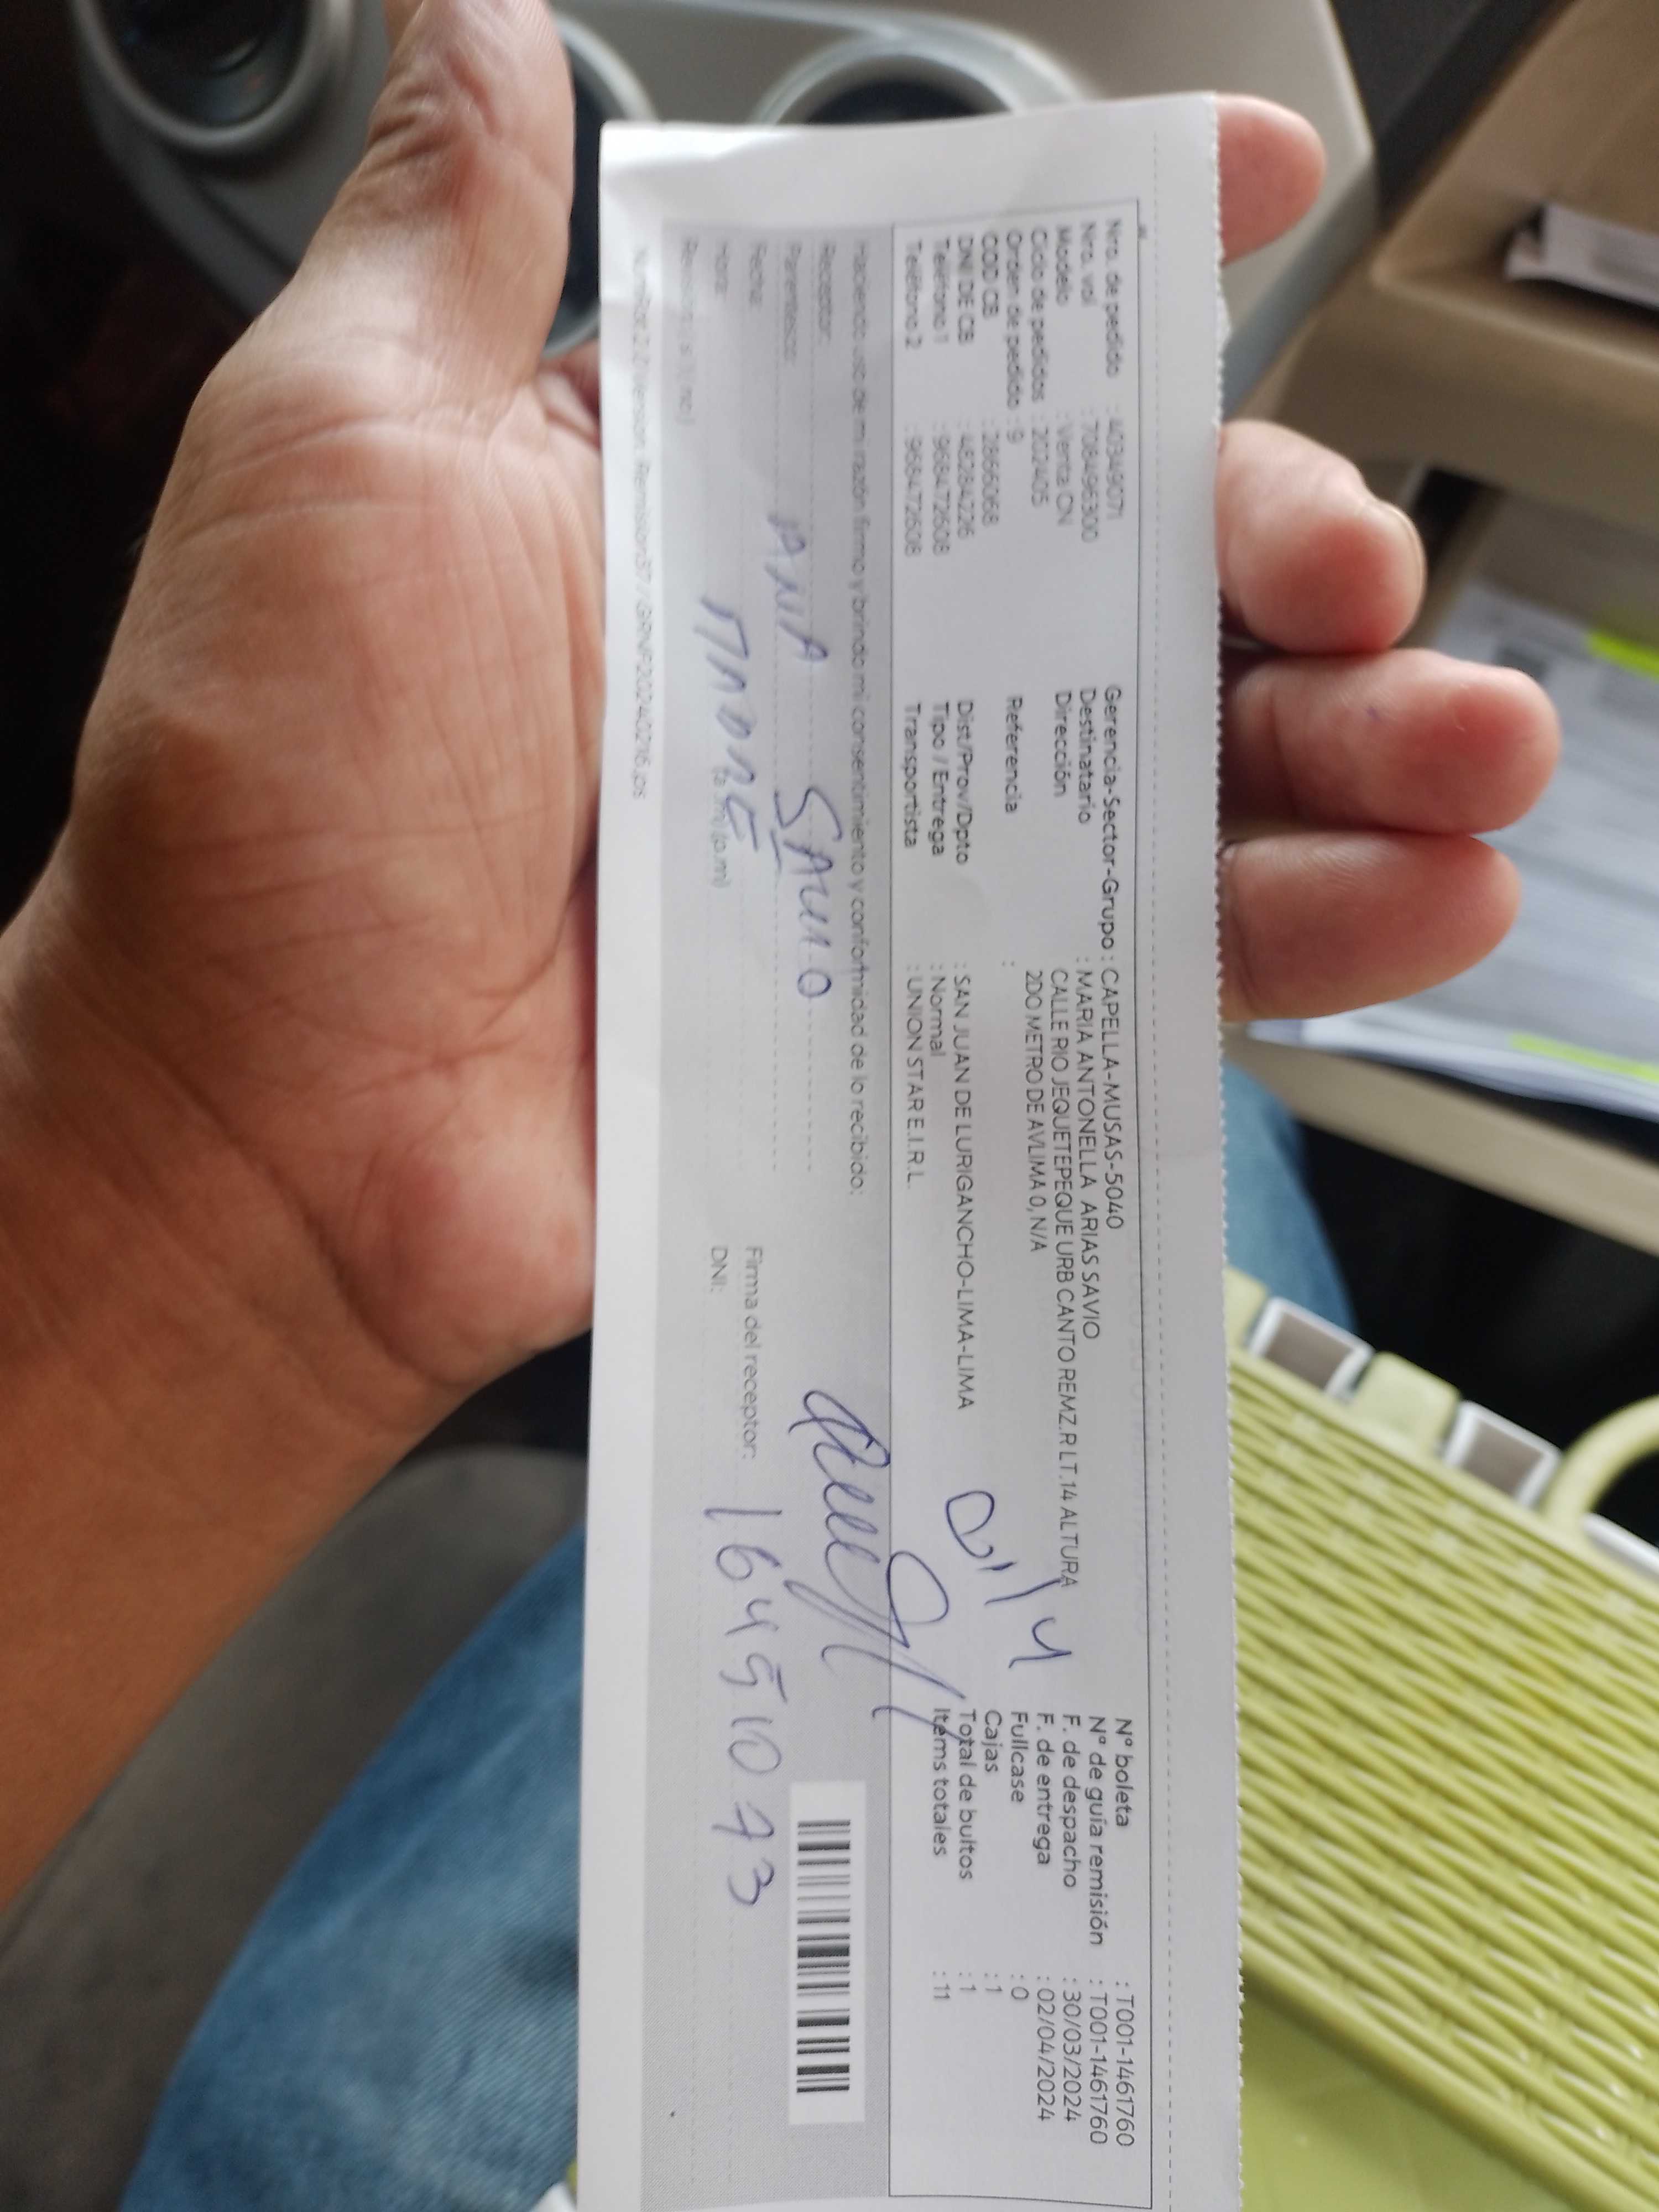 Nro. de pedido : 40349071
Nro. vol : 708496300
Modelo : Venta CN
Ciclo de pedidos : 202405
Orden de pedido : 9
COD CB : 2866068
DNI DE CB : 45284226
Teléfono 1 : 968472608
Teléfono 2 : 968472608
Gerencia-Sector-Grupo : CAPELLA-MUSAS-5040
Destinatario : MARIA ANTONELLA ARIAS SAVIO
Dirección CALLE RIO JEQUETEPEQUE URB CANTO REMZ.R LT.14 ALTURA
2DO METRO DE AVLIMA 0, N/A
Referencia :
Dist/Prov/Dpto : SAN JUAN DE LURIGANCHO-LIMA-LIMA
Tipo / Entrega : Normal
Transportista : UNION STAR E.I.R.L.
N° boleta : T001-1461760
N° de guía remisión : T001-1461760
F. de despacho : 30/03/2024
F. de entrega : 02/04/2024
Fullcase : 0
Cajas : 1
Total de bultos : 1
Items totales : 11
Haciendo uso de mi razón firmo y brindo mi consentimiento y conformidad de lo recibido:
Receptor:
Parentesco: ANA
Fecha: MADRE
Hora: (a.m/p.m)
Firma del receptor:
DNI: 16451073